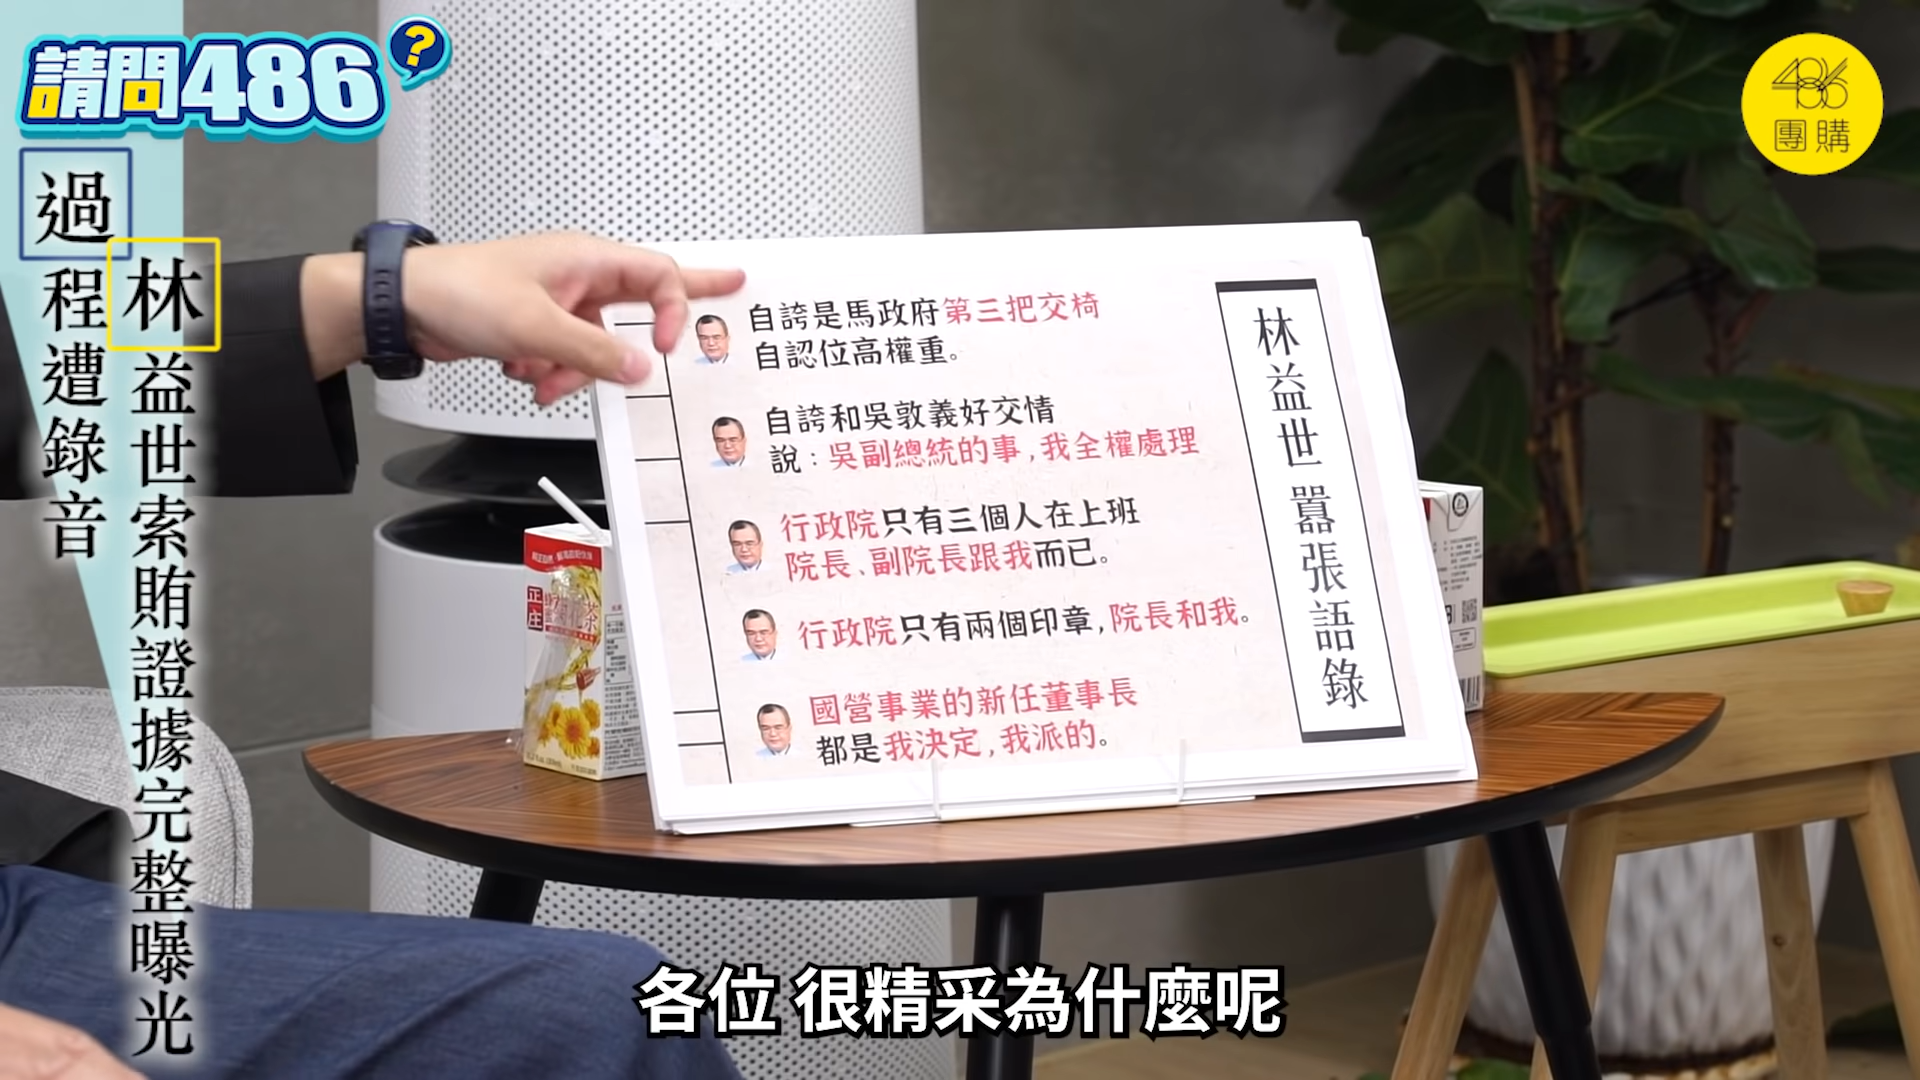 請問486?
486
團購
林益世索賄證據完整曝光
過程遭錄音
林益世囂張語錄
自誇是馬政府第三把交椅
自認位高權重。
自誇和吳敦義好交情
說：吳副總統的事，我全權處理
行政院只有三個人在上班
院長、副院長跟我而已。
行政院只有兩個印章，院長和我。
國營事業的新任董事長
都是我決定，我派的。
正庄
各位 很精采為什麼呢